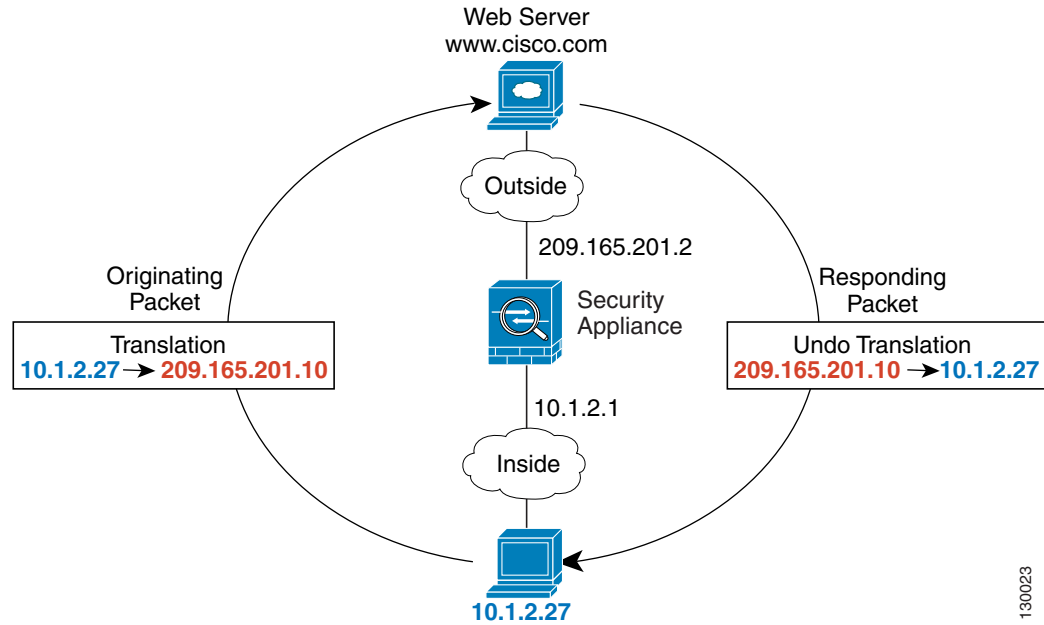 Web Server
www.cisco.com
Outside
209.165.201.2
Originating
Packet
Translation
10.1.2.27 → 209.165.201.10
Security
Appliance
Responding
Packet
Undo Translation
209.165.201.10 → 10.1.2.27
10.1.2.1
Inside
10.1.2.27
130023